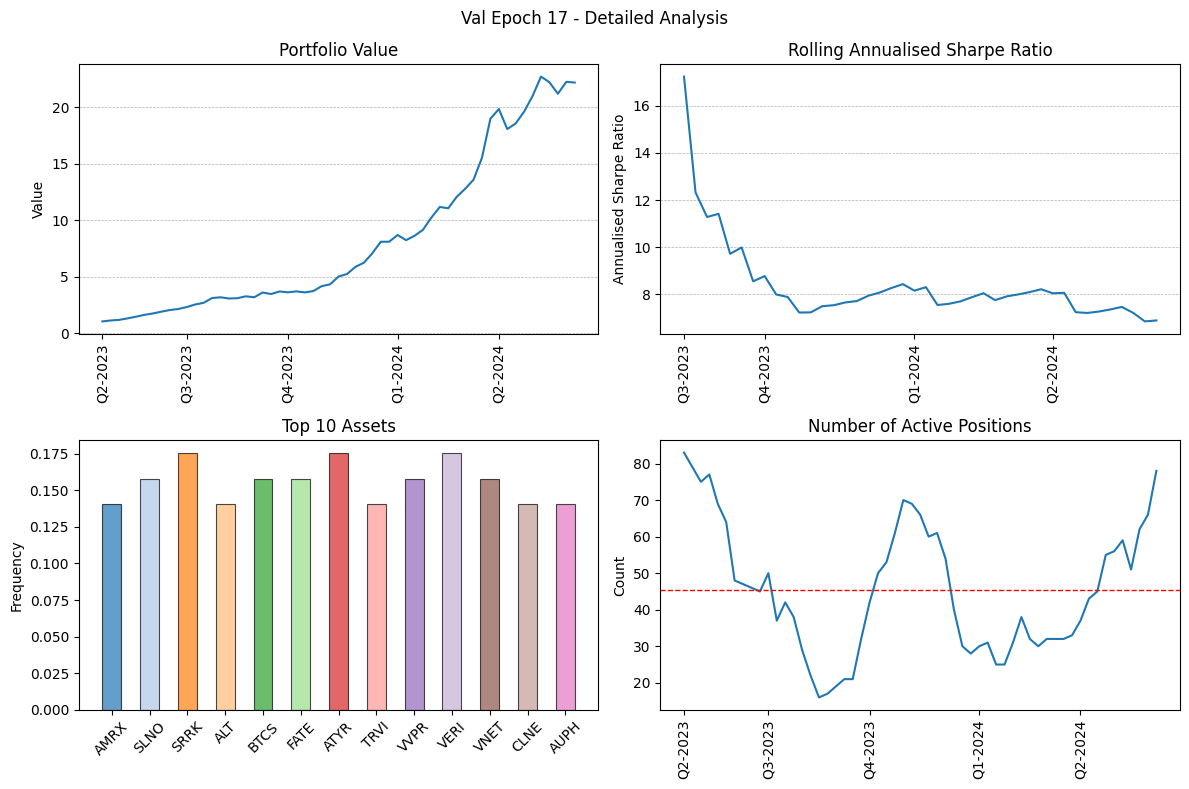 Val Epoch 17 - Detailed Analysis
Portfolio Value
Value
20
15
10
5
0
Q2-2023
Q3-2023
Q4-2023
Q1-2024
Q2-2024
Rolling Annualised Sharpe Ratio
Annualised Sharpe Ratio
16
14
12
10
8
Q3-2023
Q4-2023
Q1-2024
Q2-2024
Top 10 Assets
Frequency
0.175
0.150
0.125
0.100
0.075
0.050
0.025
0.000
AMRX
SLNO
SRRK
ALT
BTCS
FATE
ATYR
TRVI
VVPR
VERI
VNET
CLNE
AUPH
Number of Active Positions
Count
80
70
60
50
40
30
20
Q2-2023
Q3-2023
Q4-2023
Q1-2024
Q2-2024